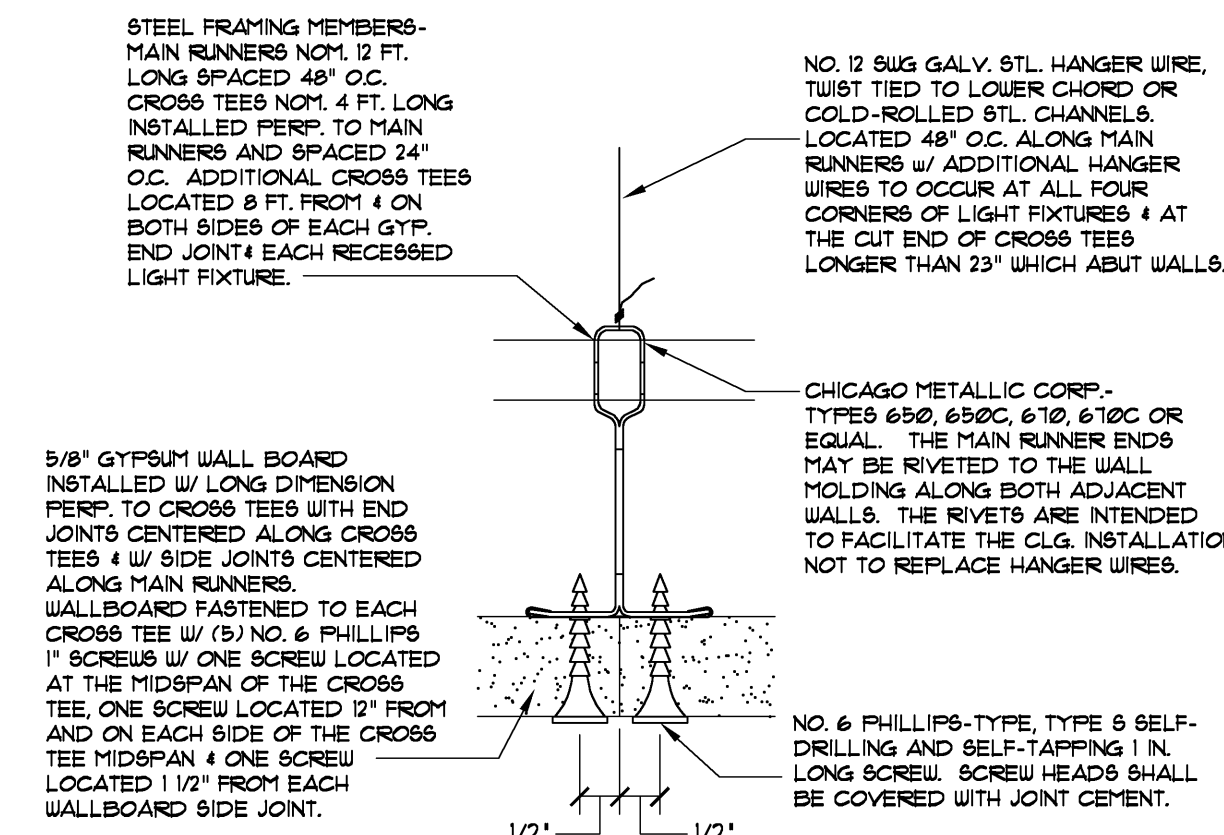 STEEL FRAMING MEMBERS-
MAIN RUNNERS NOM. 12 FT.
LONG SPACED 48" O.C.
CROSS TEES NOM. 4 FT. LONG
INSTALLED PERP. TO MAIN
RUNNERS AND SPACED 24"
O.C. ADDITIONAL CROSS TEES
LOCATED 8 FT. FROM & ON
BOTH SIDES OF EACH GYP.
END JOINT& EACH RECESSED
LIGHT FIXTURE.
NO. 12 SWG GALV. STL. HANGER WIRE,
TWIST TIED TO LOWER CHORD OR
COLD-ROLLED STL. CHANNELS.
LOCATED 48" O.C. ALONG MAIN
RUNNERS w/ ADDITIONAL HANGER
WIRES TO OCCUR AT ALL FOUR
CORNERS OF LIGHT FIXTURES & AT
THE CUT END OF CROSS TEES
LONGER THAN 23" WHICH ABUT WALLS.
CHICAGO METALLIC CORP.-
TYPES 650, 650C, 670, 670C OR
EQUAL. THE MAIN RUNNER ENDS
MAY BE RIVETED TO THE WALL
MOLDING ALONG BOTH ADJACENT
WALLS. THE RIVETS ARE INTENDED
TO FACILITATE THE CLG. INSTALLATION
NOT TO REPLACE HANGER WIRES.
5/8" GYPSUM WALL BOARD
INSTALLED W/ LONG DIMENSION
PERP. TO CROSS TEES WITH END
JOINTS CENTERED ALONG CROSS
TEES & W/ SIDE JOINTS CENTERED
ALONG MAIN RUNNERS.
WALLBOARD FASTENED TO EACH
CROSS TEE W/ (5) NO. 6 PHILLIPS
1" SCREWS W/ ONE SCREW LOCATED
AT THE MIDSPAN OF THE CROSS
TEE, ONE SCREW LOCATED 12" FROM
AND ON EACH SIDE OF THE CROSS
TEE MIDSPAN & ONE SCREW
LOCATED 1 1/2" FROM EACH
WALLBOARD SIDE JOINT.
NO. 6 PHILLIPS-TYPE, TYPE S SELF-
DRILLING AND SELF-TAPPING 1 IN.
LONG SCREW. SCREW HEADS SHALL
BE COVERED WITH JOINT CEMENT.
1/2" 1/2"